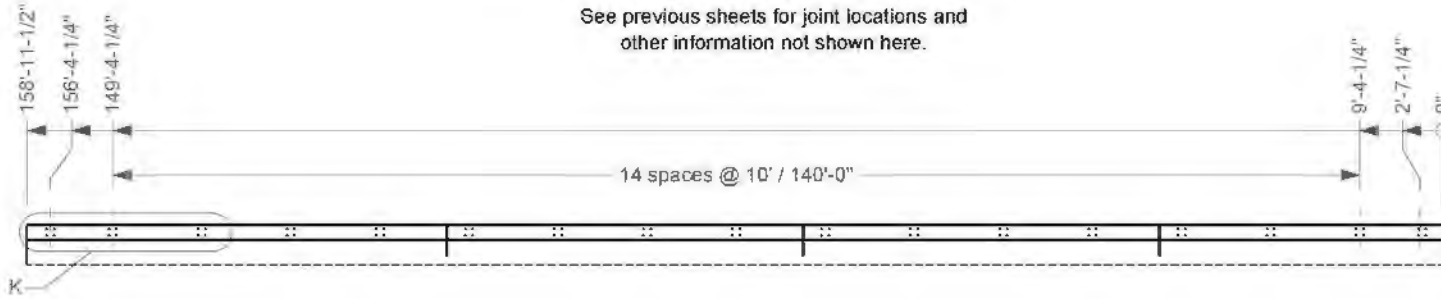 See previous sheets for joint locations and
other information not shown here.
158'-11-1/2"
156'-4-1/4"
149'-4-1/4"
9'-4-1/4"
2'-7-1/4"
14 spaces @ 10' / 140'-0"
K